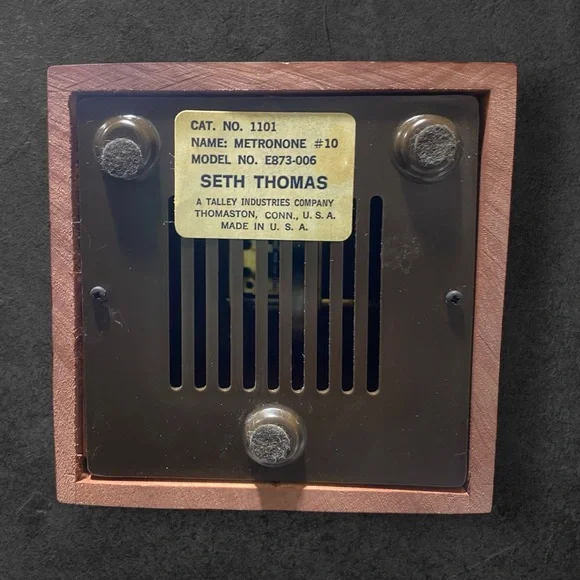 CAT. NO. 1101
NAME: METRONONE #10
MODEL NO. E873-006
SETH THOMAS
A TALLEY INDUSTRIES COMPANY
THOMASTON, CONN., U. S. A.
MADE IN U. S. A.